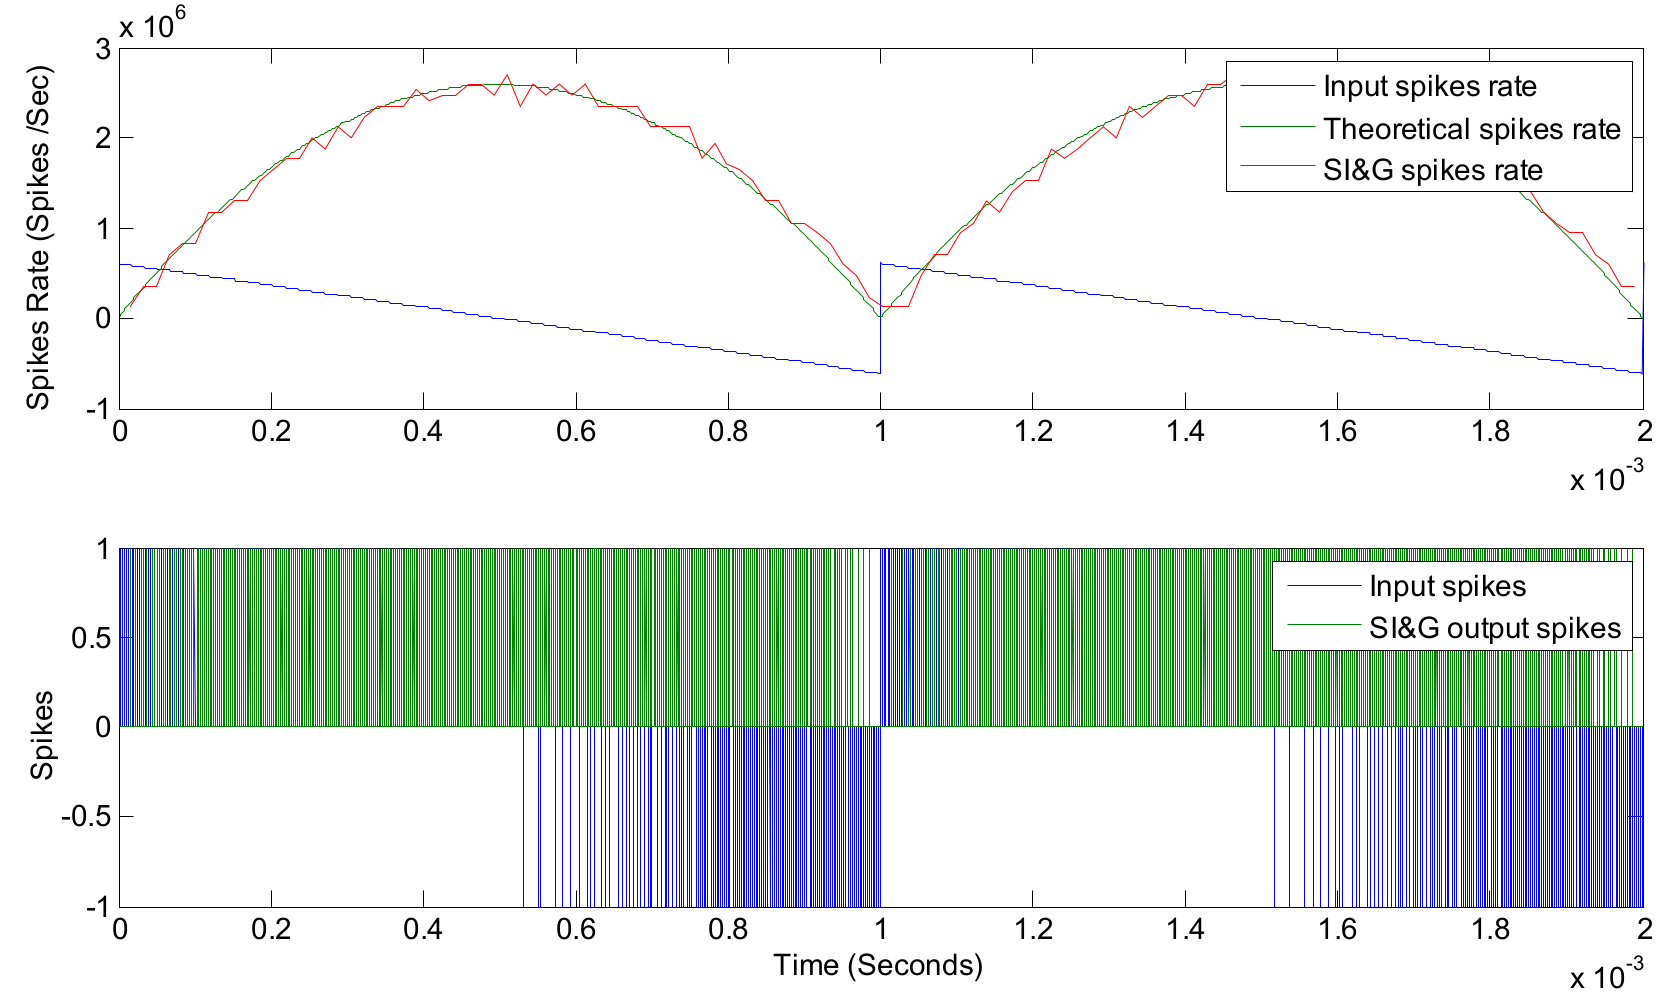 x 10^6
3
2
1
0
-1
Spikes Rate (Spikes /Sec)
Input spikes rate
Theoretical spikes rate
SI&G spikes rate
0 0.2 0.4 0.6 0.8 1 1.2 1.4 1.6 1.8 2
x 10^-3
1
0.5
0
-0.5
-1
Spikes
Input spikes
SI&G output spikes
0 0.2 0.4 0.6 0.8 1 1.2 1.4 1.6 1.8 2
Time (Seconds)
x 10^-3